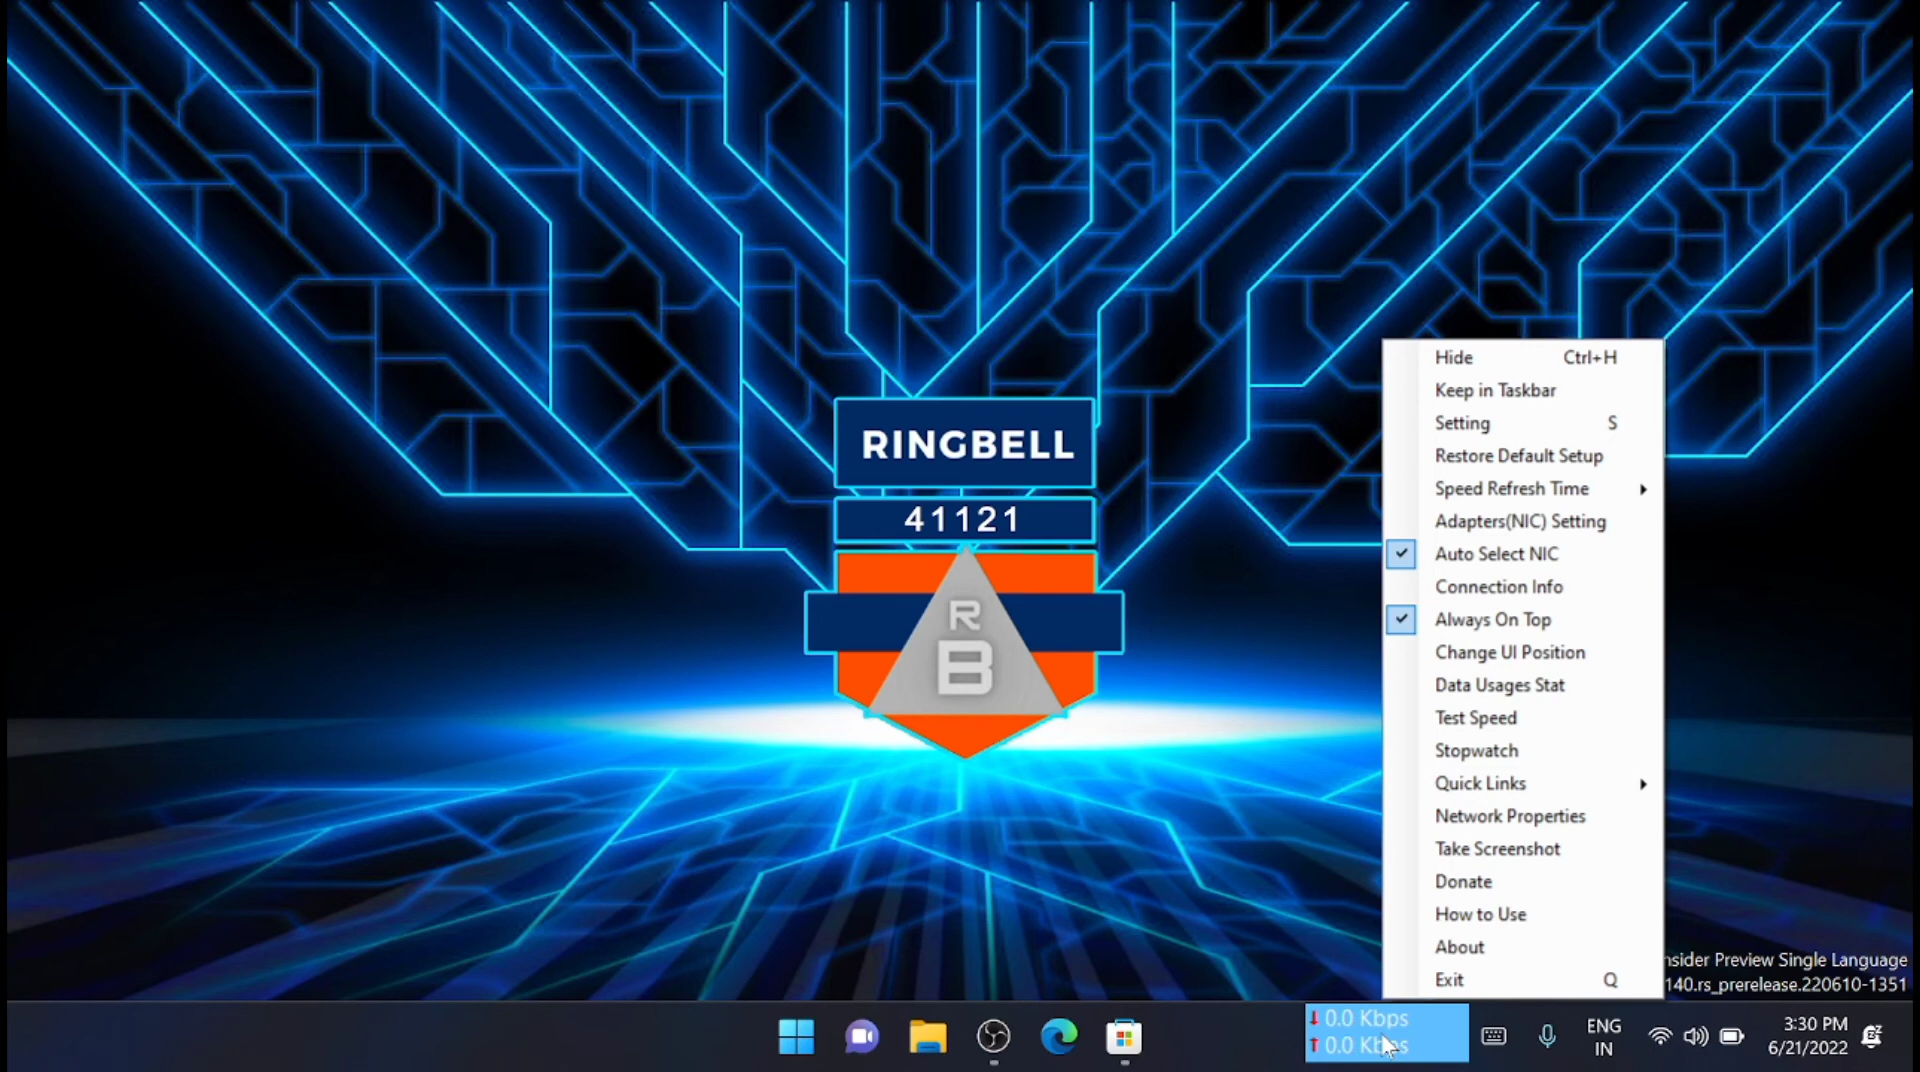 RINGBELL
41121
R
B
Hide Ctrl+H
Keep in Taskbar
Setting S
Restore Default Setup
Speed Refresh Time
Adapters(NIC) Setting
Auto Select NIC
Connection Info
Always On Top
Change UI Position
Data Usages Stat
Test Speed
Stopwatch
Quick Links
Network Properties
Take Screenshot
Donate
How to Use
About
Exit Q
nsider Preview Single Language
140.rs_prerelease.220610-1351
0.0 Kbps
0.0 Kbps
ENG
IN
3:30 PM
6/21/2022